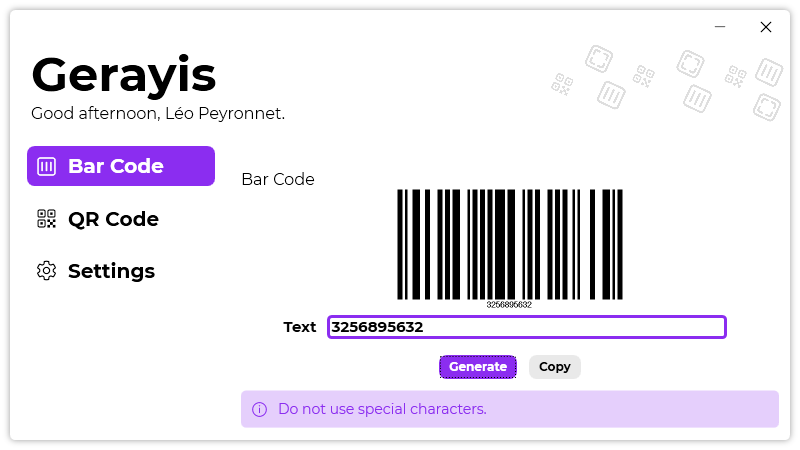 Gerayis
Good afternoon, Léo Peyronnet.
Bar Code
QR Code
Settings
Bar Code
3256895632
Text 3256895632
Generate Copy
Do not use special characters.